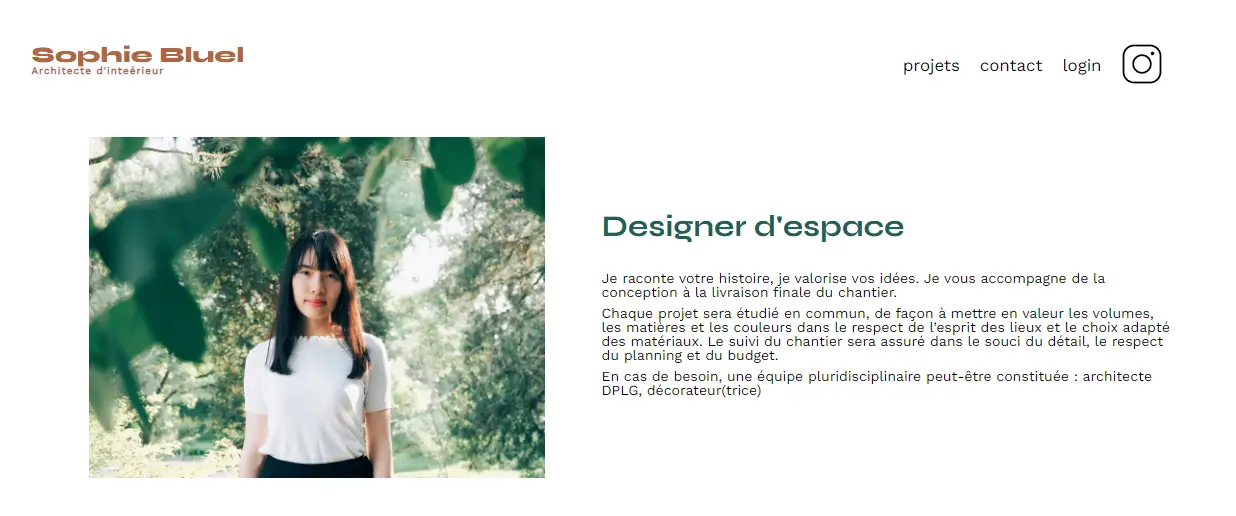 Sophie Bluel
Architecte d'inteérieur
projets contact login
Designer d'espace
Je raconte votre histoire, je valorise vos idées. Je vous accompagne de la
conception à la livraison finale du chantier.
Chaque projet sera étudié en commun, de façon à mettre en valeur les volumes,
les matières et les couleurs dans le respect de l’esprit des lieux et le choix adapté
des matériaux. Le suivi du chantier sera assuré dans le souci du détail, le respect
du planning et du budget.
En cas de besoin, une équipe pluridisciplinaire peut-être constituée : architecte
DPLG, décorateur(trice)